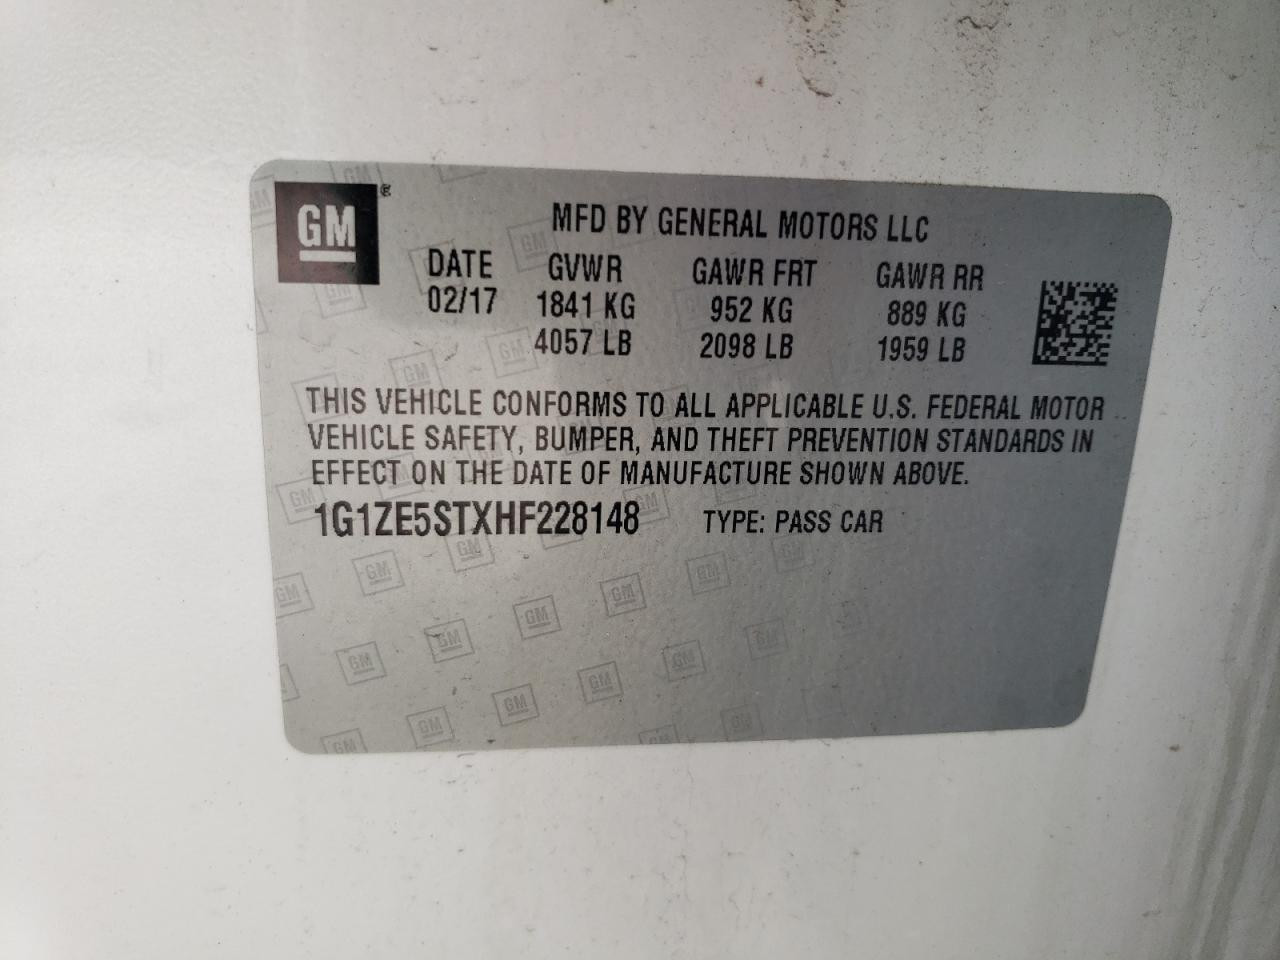 GM®
MFD BY GENERAL MOTORS LLC
DATE GVWR GAWR FRT GAWR RR
02/17 1841 KG 952 KG 889 KG
4057 LB 2098 LB 1959 LB
THIS VEHICLE CONFORMS TO ALL APPLICABLE U.S. FEDERAL MOTOR
VEHICLE SAFETY, BUMPER, AND THEFT PREVENTION STANDARDS IN
EFFECT ON THE DATE OF MANUFACTURE SHOWN ABOVE.
1G1ZE5STXHF228148 TYPE: PASS CAR